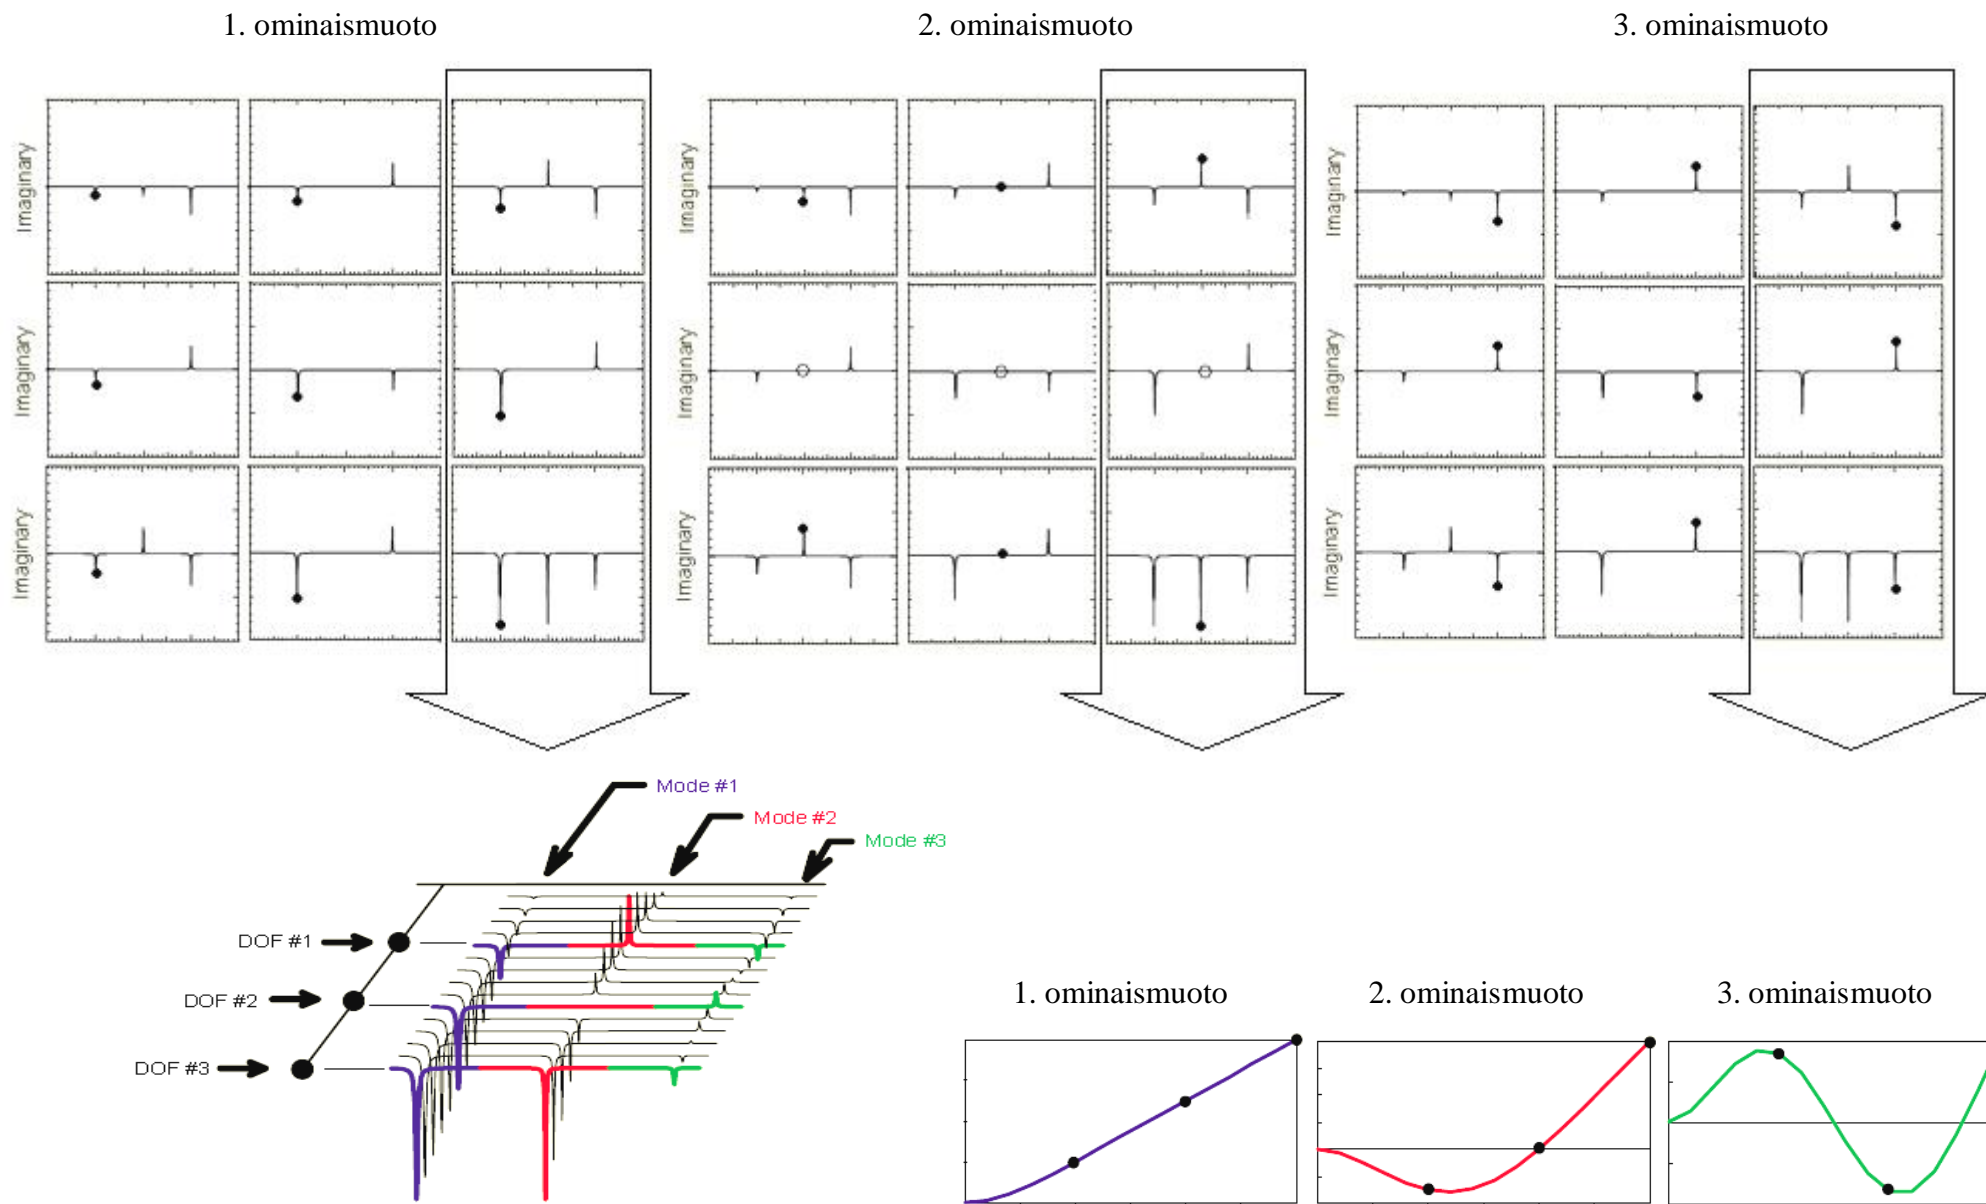 1. ominaismuoto
2. ominaismuoto
3. ominaismuoto
Imaginary
Imaginary
Imaginary
Imaginary
Imaginary
Imaginary
Imaginary
Imaginary
Imaginary
Mode #1
Mode #2
Mode #3
DOF #1
DOF #2
DOF #3
1. ominaismuoto
2. ominaismuoto
3. ominaismuoto